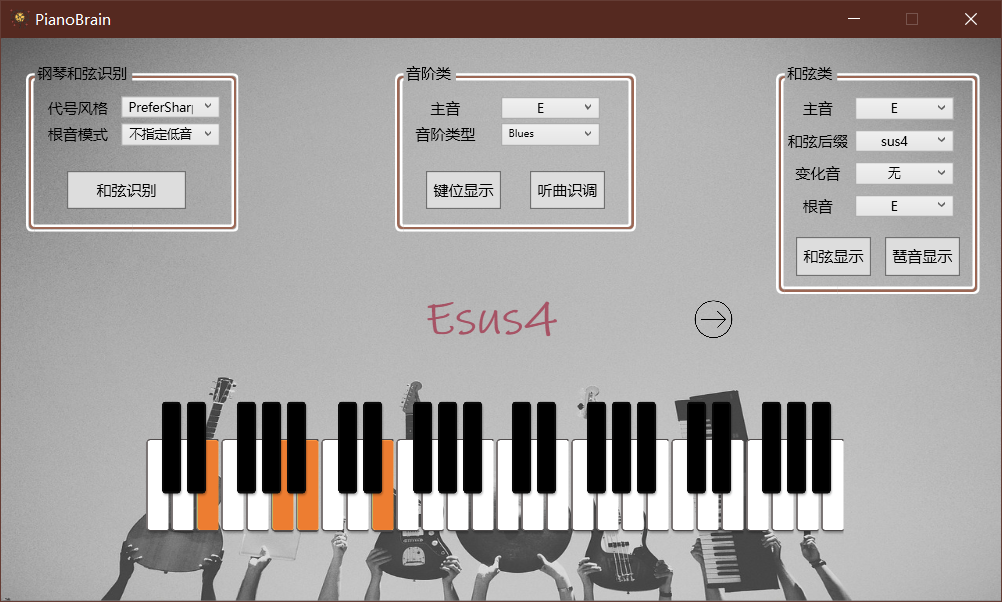 PianoBrain
钢琴和弦识别
代号风格 PreferShar
根音模式 不指定低音
和弦识别
音阶类
主音 E
音阶类型 Blues
键位显示 听曲识调
和弦类
主音 E
和弦后缀 sus4
变化音 无
根音 E
和弦显示 琶音显示
Esus4